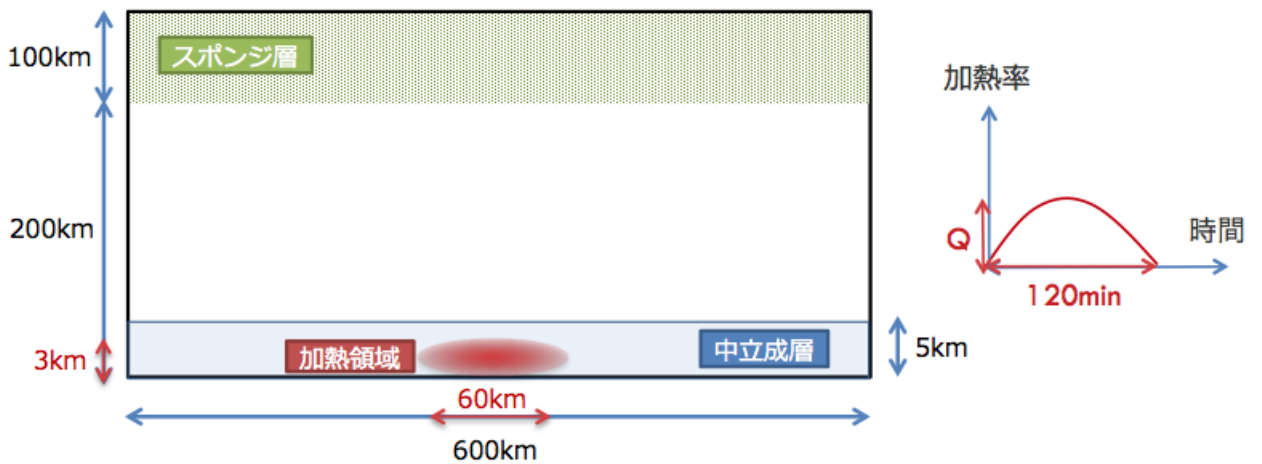 100km
スポンジ層
加熱率
200km
Q
時間
120min
3km
加熱領域
中立成層
5km
60km
600km